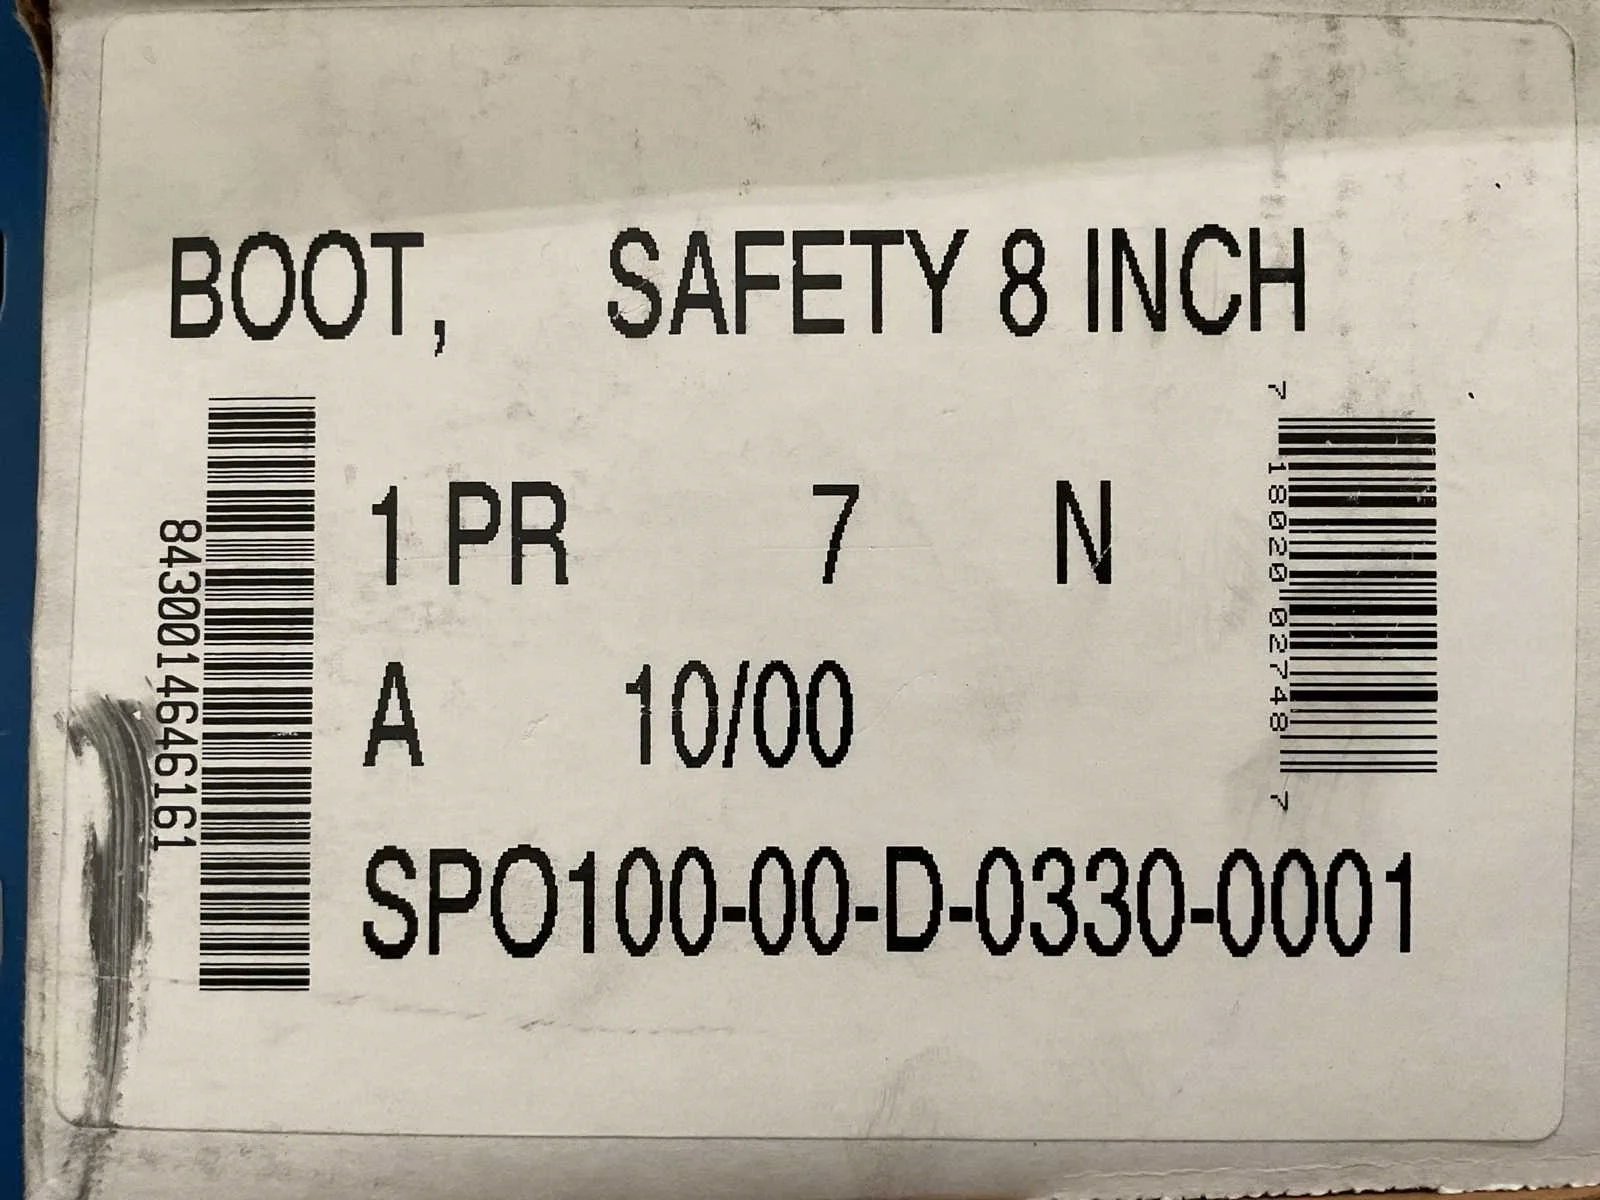 BOOT, SAFETY 8 INCH
8430014646161
1 PR 7 N
7 18020 02748 7
A 10/00
SPO100-00-D-0330-0001